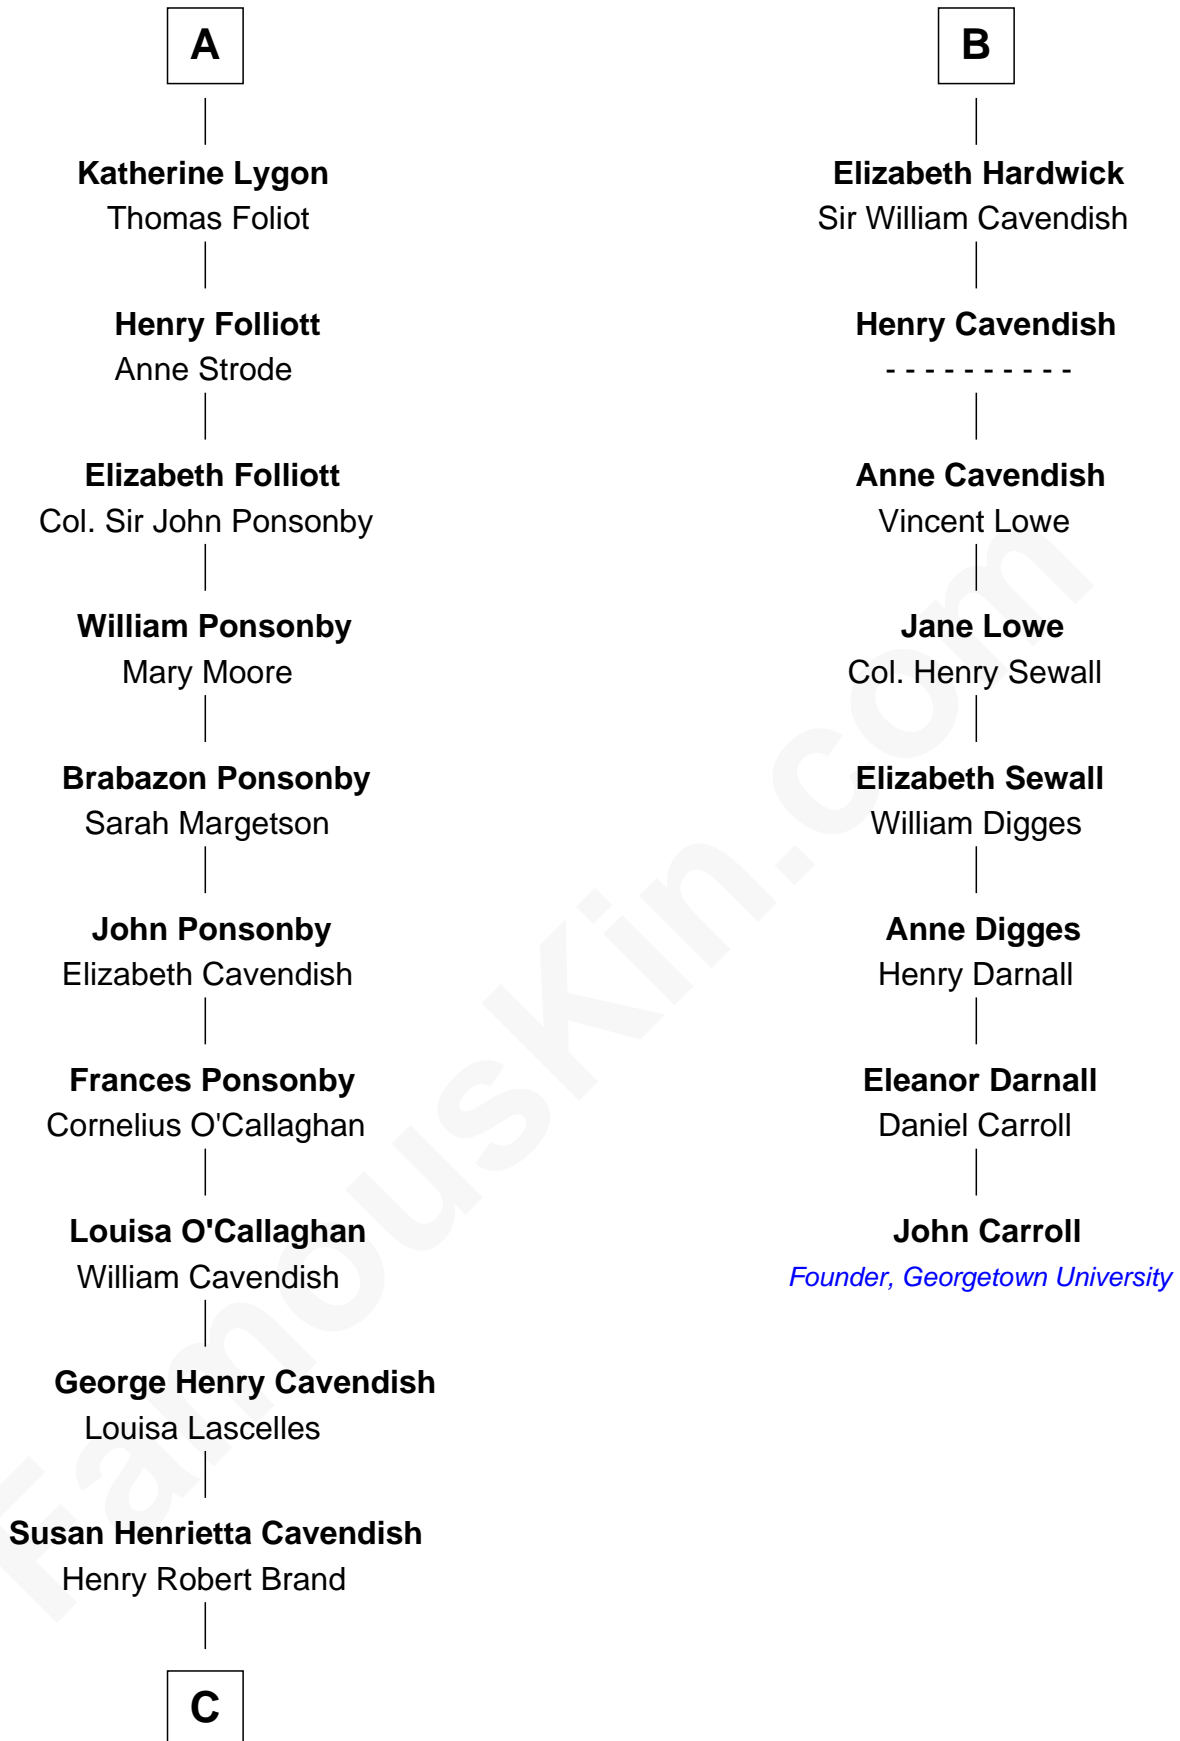 A
Katherine Lygon
Thomas Foliot
Henry Folliott
Anne Strode
Elizabeth Folliott
Col. Sir John Ponsonby
William Ponsonby
Mary Moore
Brabazon Ponsonby
Sarah Margetson
John Ponsonby
Elizabeth Cavendish
Frances Ponsonby
Cornelius O'Callaghan
Louisa O'Callaghan
William Cavendish
George Henry Cavendish
Louisa Lascelles
Susan Henrietta Cavendish
Henry Robert Brand
C
B
Elizabeth Hardwick
Sir William Cavendish
Henry Cavendish
- - - - - - - - - -
Anne Cavendish
Vincent Lowe
Jane Lowe
Col. Henry Sewall
Elizabeth Sewall
William Digges
Anne Digges
Henry Darnall
Eleanor Darnall
Daniel Carroll
John Carroll
Founder, Georgetown University
FamousKin.com